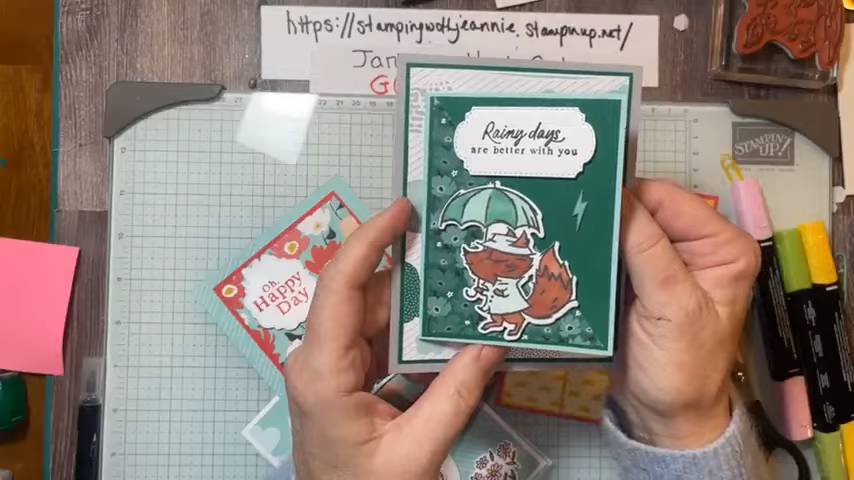 https://stampingwithjeannie.stampinup.net/
Rainy days
are better with you
STAMPIN' UP!
Oh,
Happy
Day